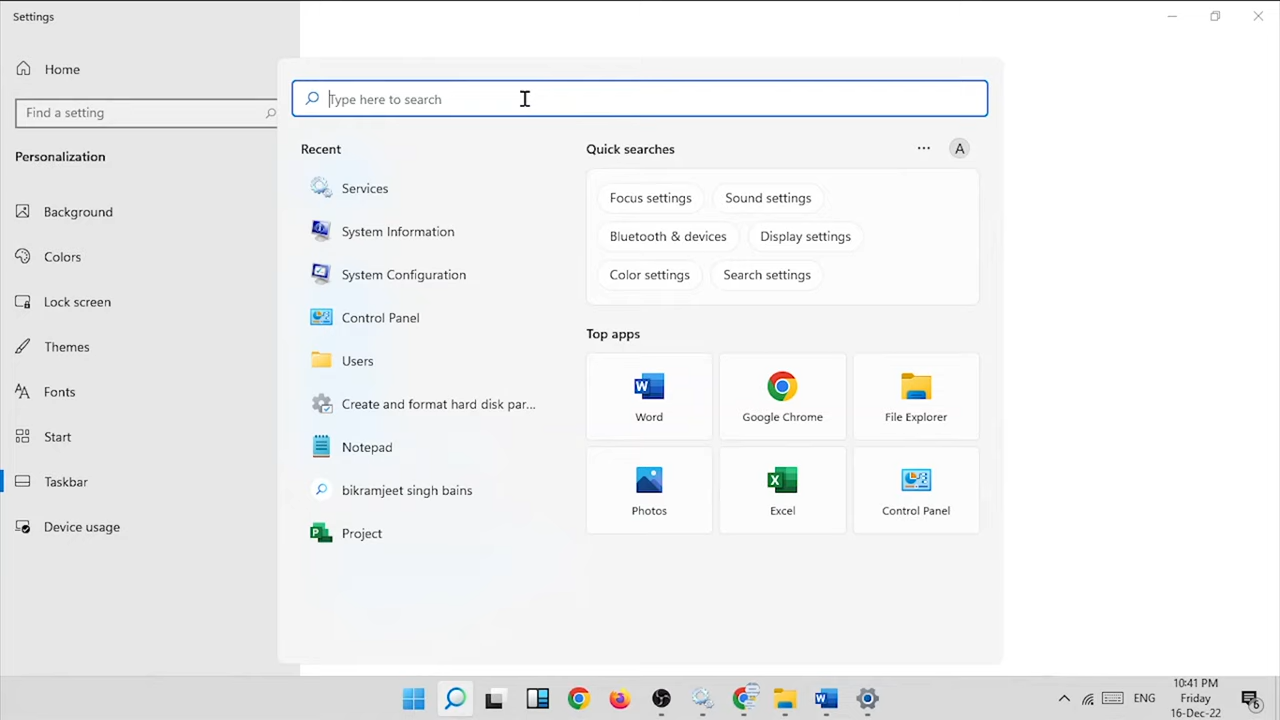 Settings
Home
Find a setting
Personalization
Background
Colors
Lock screen
Themes
Fonts
Start
Taskbar
Device usage
Type here to search
Recent
Services
System Information
System Configuration
Control Panel
Users
Create and format hard disk par...
Notepad
bikramjeet singh bains
Project
Quick searches
A
Focus settings
Sound settings
Bluetooth & devices
Display settings
Color settings
Search settings
Top apps
Word
Google Chrome
File Explorer
Photos
Excel
Control Panel
ENG
10:41 PM
Friday
16-Dec-22
6